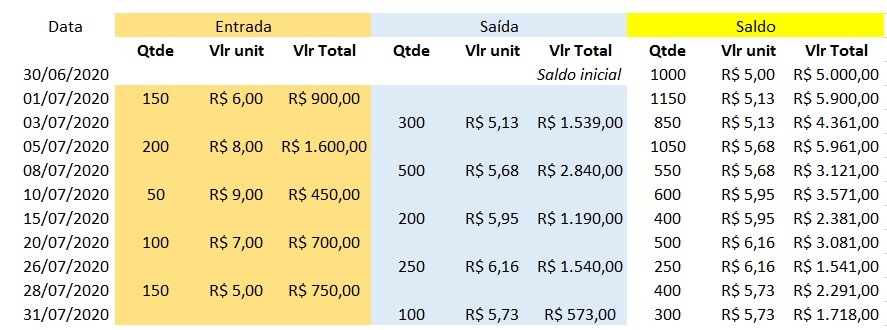 Data Entrada Saída Saldo
Qtde Vlr unit Vlr Total Qtde Vlr unit Vlr Total Qtde Vlr unit Vlr Total
30/06/2020 Saldo inicial 1000 R$ 5,00 R$ 5.000,00
01/07/2020 150 R$ 6,00 R$ 900,00 1150 R$ 5,13 R$ 5.900,00
03/07/2020 300 R$ 5,13 R$ 1.539,00 850 R$ 5,13 R$ 4.361,00
05/07/2020 200 R$ 8,00 R$ 1.600,00 1050 R$ 5,68 R$ 5.961,00
08/07/2020 500 R$ 5,68 R$ 2.840,00 550 R$ 5,68 R$ 3.121,00
10/07/2020 50 R$ 9,00 R$ 450,00 600 R$ 5,95 R$ 3.571,00
15/07/2020 200 R$ 5,95 R$ 1.190,00 400 R$ 5,95 R$ 2.381,00
20/07/2020 100 R$ 7,00 R$ 700,00 500 R$ 6,16 R$ 3.081,00
26/07/2020 250 R$ 6,16 R$ 1.540,00 250 R$ 6,16 R$ 1.541,00
28/07/2020 150 R$ 5,00 R$ 750,00 400 R$ 5,73 R$ 2.291,00
31/07/2020 100 R$ 5,73 R$ 573,00 300 R$ 5,73 R$ 1.718,00